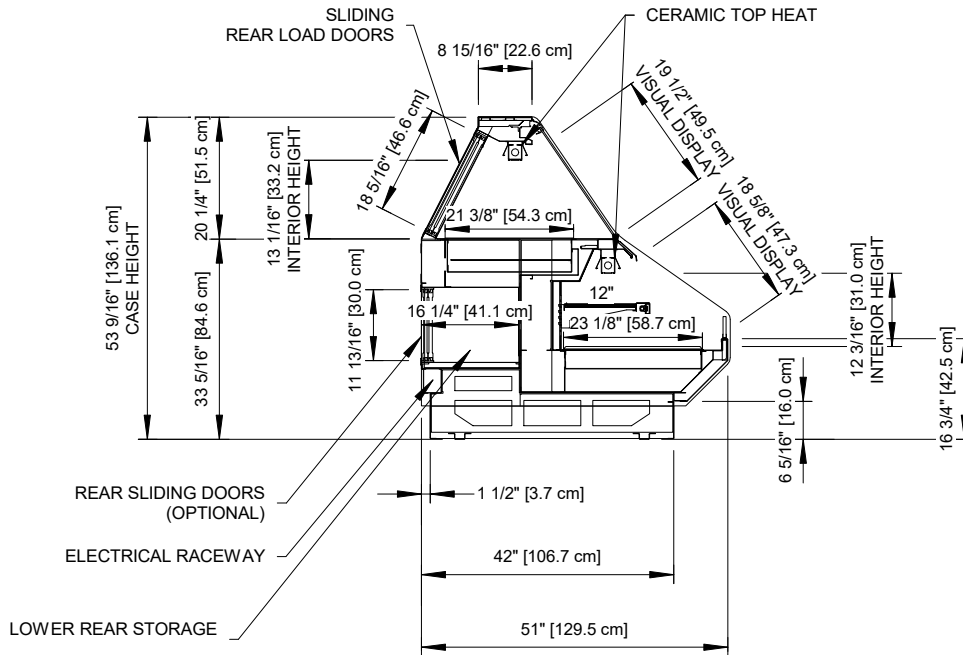 SLIDING
REAR LOAD DOORS
CERAMIC TOP HEAT
8 15/16" [22.6 cm]
19 1/2" [49.5 cm]
VISUAL DISPLAY
18 5/16" [46.6 cm]
20 1/4" [51.5 cm]
13 1/16" [33.2 cm]
INTERIOR HEIGHT
18 5/8" [47.3 cm]
VISUAL DISPLAY
21 3/8" [54.3 cm]
53 9/16" [136.1 cm]
CASE HEIGHT
33 5/16" [84.6 cm]
11 13/16" [30.0 cm]
16 1/4" [41.1 cm]
12"
23 1/8" [58.7 cm]
12 3/16" [31.0 cm]
INTERIOR HEIGHT
16 3/4" [42.5 cm]
6 5/16" [16.0 cm]
REAR SLIDING DOORS
(OPTIONAL)
1 1/2" [3.7 cm]
ELECTRICAL RACEWAY
42" [106.7 cm]
LOWER REAR STORAGE
51" [129.5 cm]